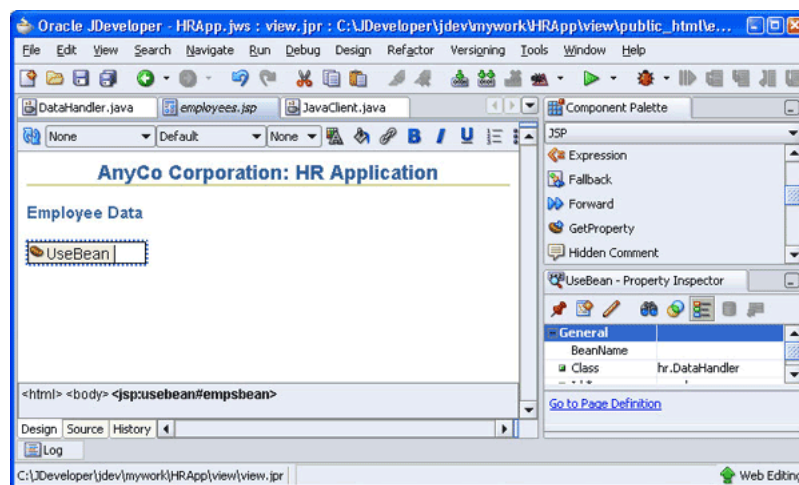 Oracle JDeveloper - HRApp.jws : view.jpr : C:\JDeveloper\jdev\mywork\HRApp\view\public_html\e...
File Edit View Search Navigate Run Debug Design Refactor Versioning Tools Window Help
DataHandler.java employees.jsp JavaClient.java Component Palette
None Default None B I U JSP
Expression
AnyCo Corporation: HR Application
Fallback
Forward
Employee Data
GetProperty
UseBean Hidden Comment
UseBean - Property Inspector
General
BeanName
Class hr.DataHandler
<html> <body> <jsp:usebean#empsbean>
Go to Page Definition
Design Source History
Log
C:\JDeveloper\jdev\mywork\HRApp\view\view.jpr Web Editing